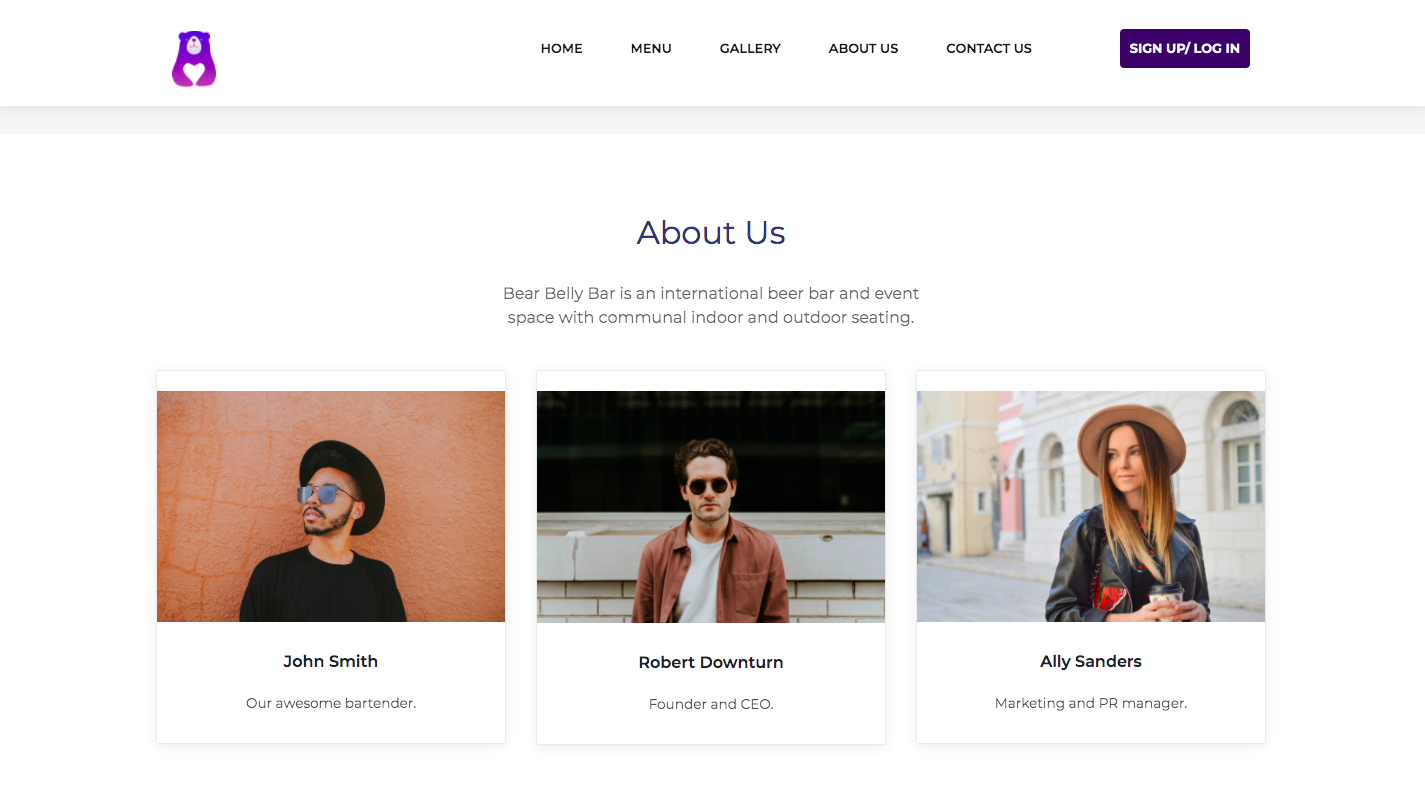 HOME MENU GALLERY ABOUT US CONTACT US SIGN UP/ LOG IN
About Us
Bear Belly Bar is an international beer bar and event
space with communal indoor and outdoor seating.
John Smith
Our awesome bartender.
Robert Downturn
Founder and CEO.
Ally Sanders
Marketing and PR manager.